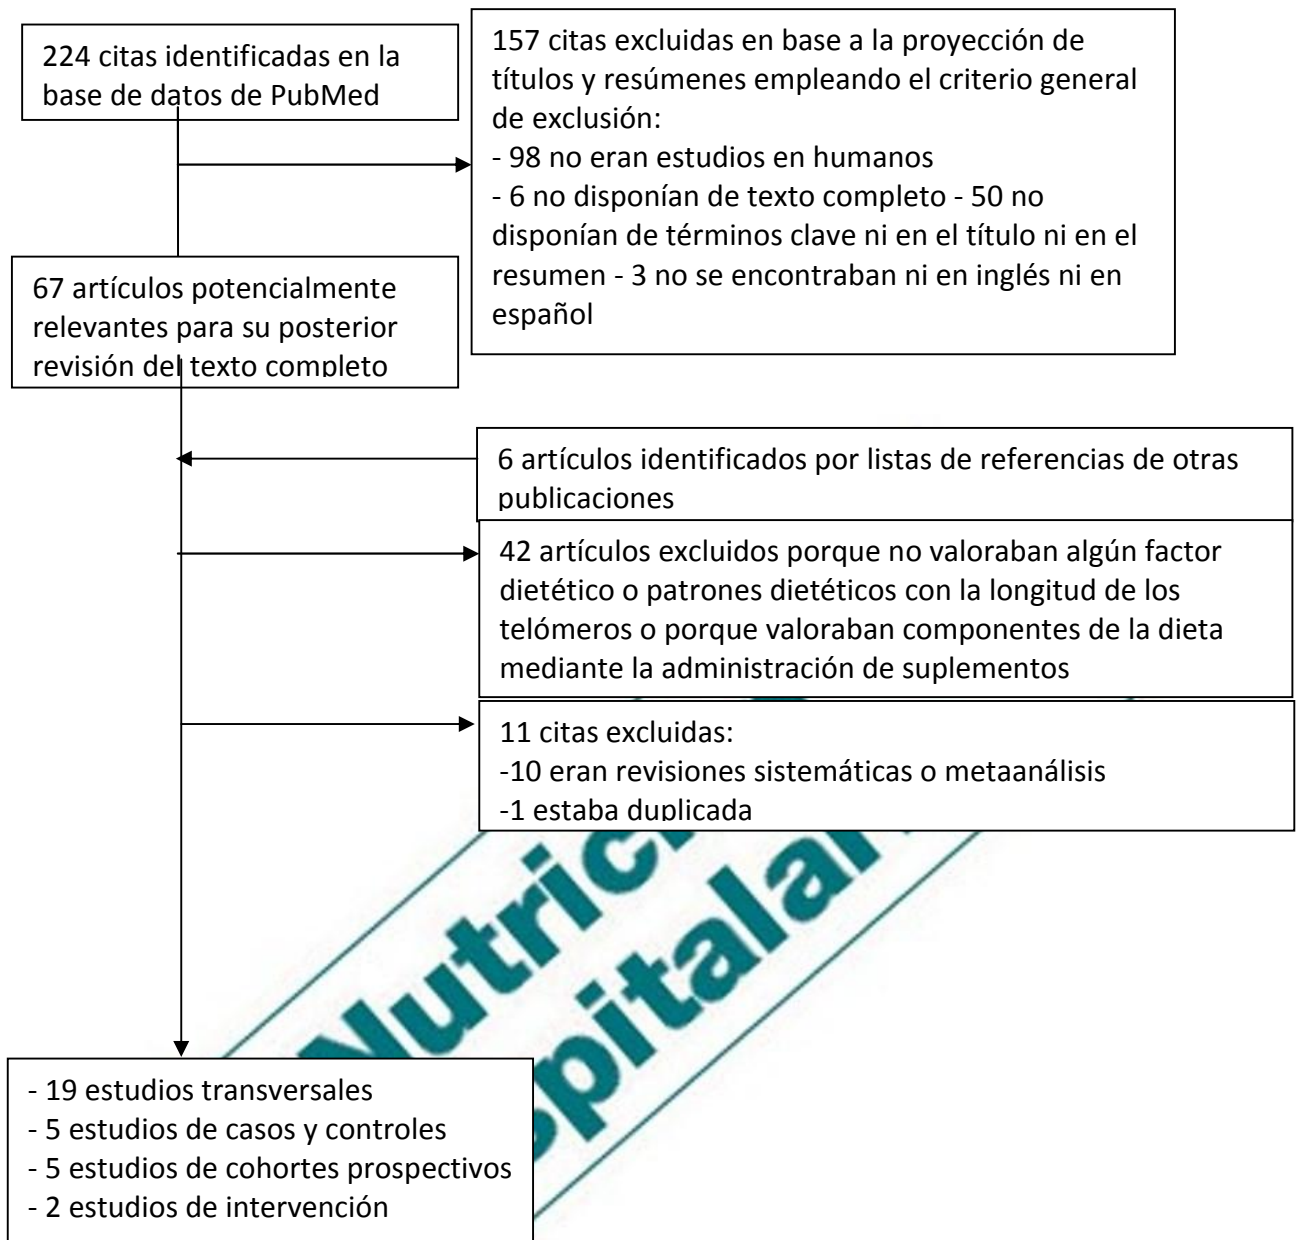 224 citas identificadas en la
base de datos de PubMed
157 citas excluidas en base a la proyección de
títulos y resúmenes empleando el criterio general
de exclusión:
- 98 no eran estudios en humanos
- 6 no disponían de texto completo - 50 no
disponían de términos clave ni en el título ni en el
resumen - 3 no se encontraban ni en inglés ni en
español
67 artículos potencialmente
relevantes para su posterior
revisión del texto completo
6 artículos identificados por listas de referencias de otras
publicaciones
42 artículos excluidos porque no valoraban algún factor
dietético o patrones dietéticos con la longitud de los
telómeros o porque valoraban componentes de la dieta
mediante la administración de suplementos
11 citas excluidas:
-10 eran revisiones sistemáticas o metaanálisis
-1 estaba duplicada
- 19 estudios transversales
- 5 estudios de casos y controles
- 5 estudios de cohortes prospectivos
- 2 estudios de intervención